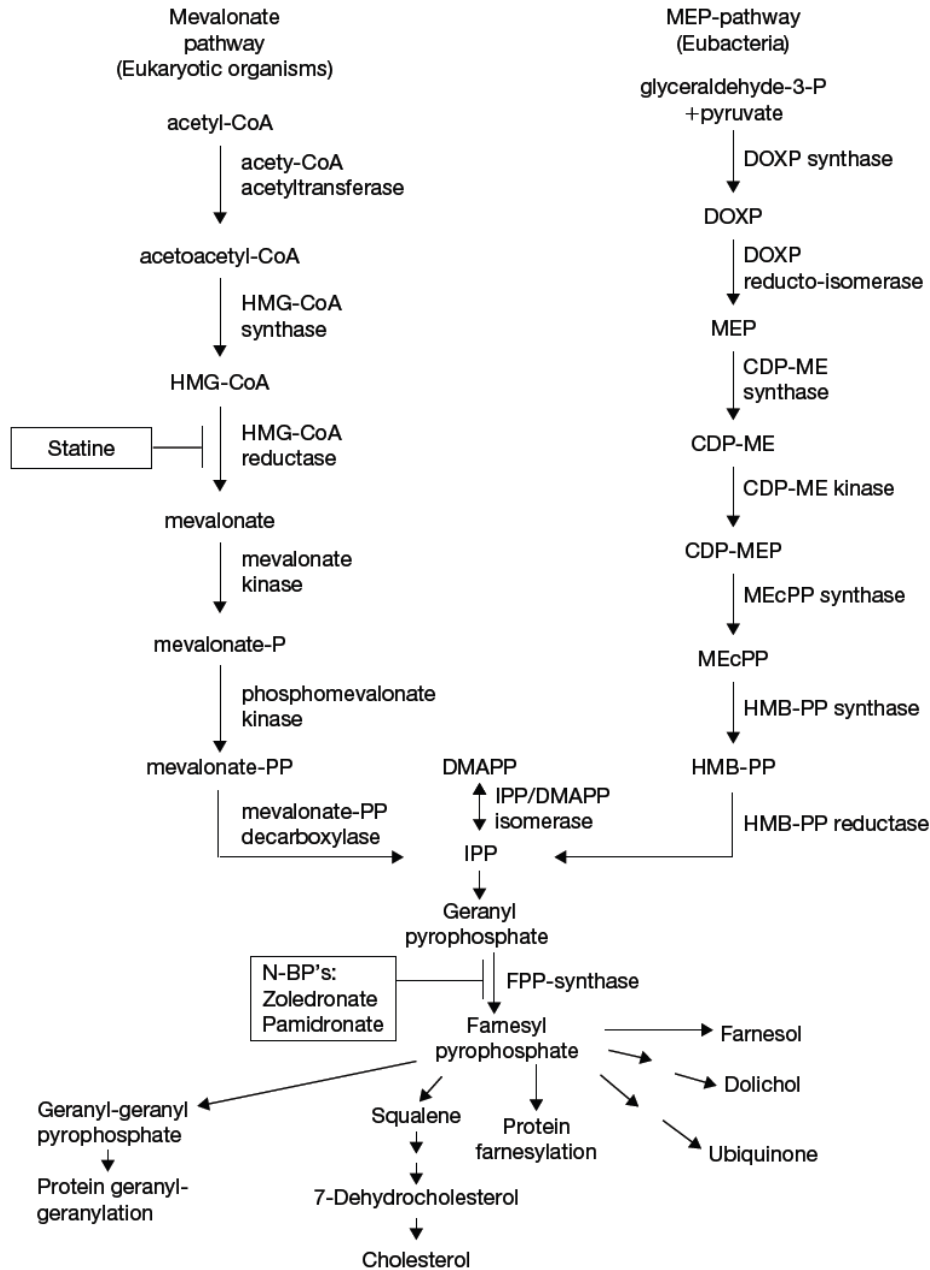 Mevalonate
pathway
(Eukaryotic organisms)
acetyl-CoA
acety-CoA
acetyltransferase
acetoacetyl-CoA
HMG-CoA
synthase
HMG-CoA
Statine
HMG-CoA
reductase
mevalonate
mevalonate
kinase
mevalonate-P
phosphomevalonate
kinase
mevalonate-PP
mevalonate-PP
decarboxylase
MEP-pathway
(Eubacteria)
glyceraldehyde-3-P
+pyruvate
DOXP synthase
DOXP
DOXP
reducto-isomerase
MEP
CDP-ME
synthase
CDP-ME
CDP-ME kinase
CDP-MEP
MEcPP synthase
MEcPP
HMB-PP synthase
HMB-PP
HMB-PP reductase
DMAPP
IPP/DMAPP
isomerase
IPP
Geranyl
pyrophosphate
N-BP's:
Zoledronate
Pamidronate
FPP-synthase
Farnesyl
pyrophosphate
Farnesol
Dolichol
Ubiquinone
Protein
farnesylation
Squalene
7-Dehydrocholesterol
Cholesterol
Geranyl-geranyl
pyrophosphate
Protein geranyl-
geranylation